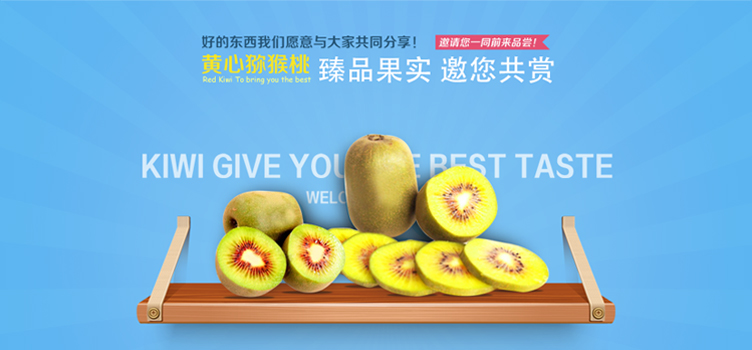 好的东西我们愿意与大家共同分享！ 邀请您一同前来品尝！
黄心猕猴桃 臻品果实 邀您共赏
Red Kiwi To bring you the best
KIWI GIVE YOU BEST TASTE